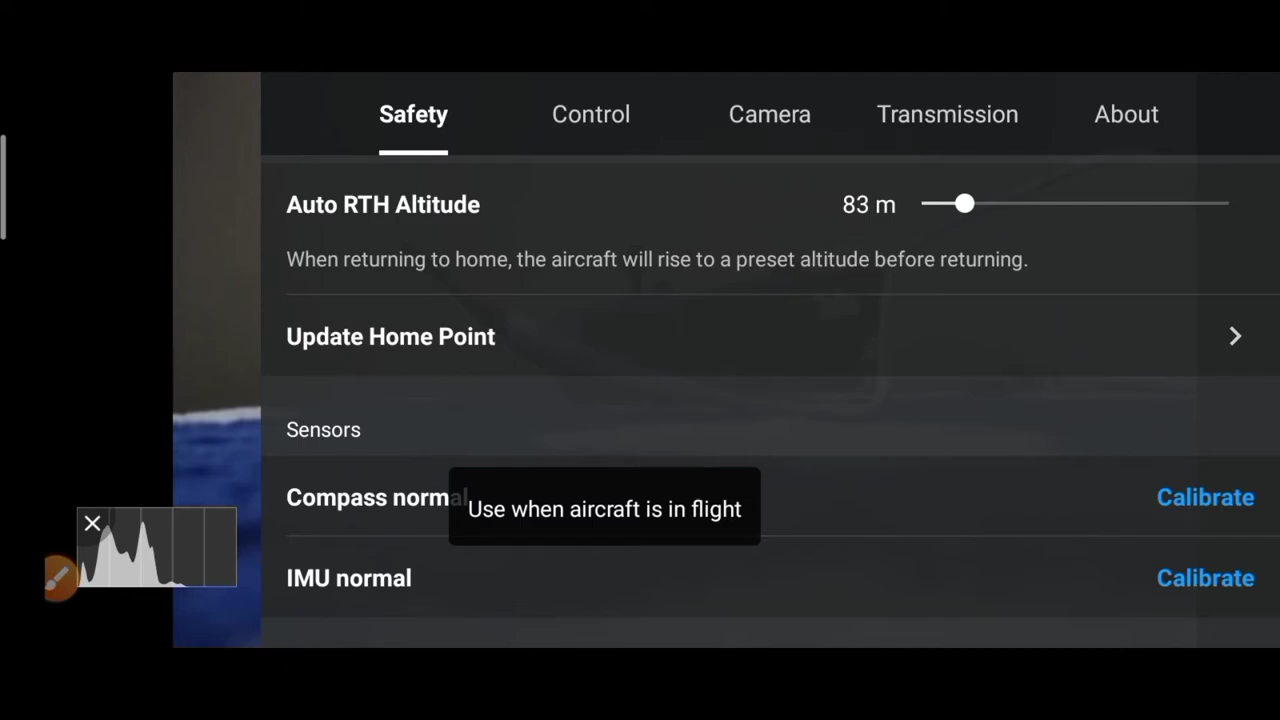 Safety Control Camera Transmission About
Auto RTH Altitude 83 m
When returning to home, the aircraft will rise to a preset altitude before returning.
Update Home Point
Sensors
Compass normal Calibrate
Use when aircraft is in flight
IMU normal Calibrate